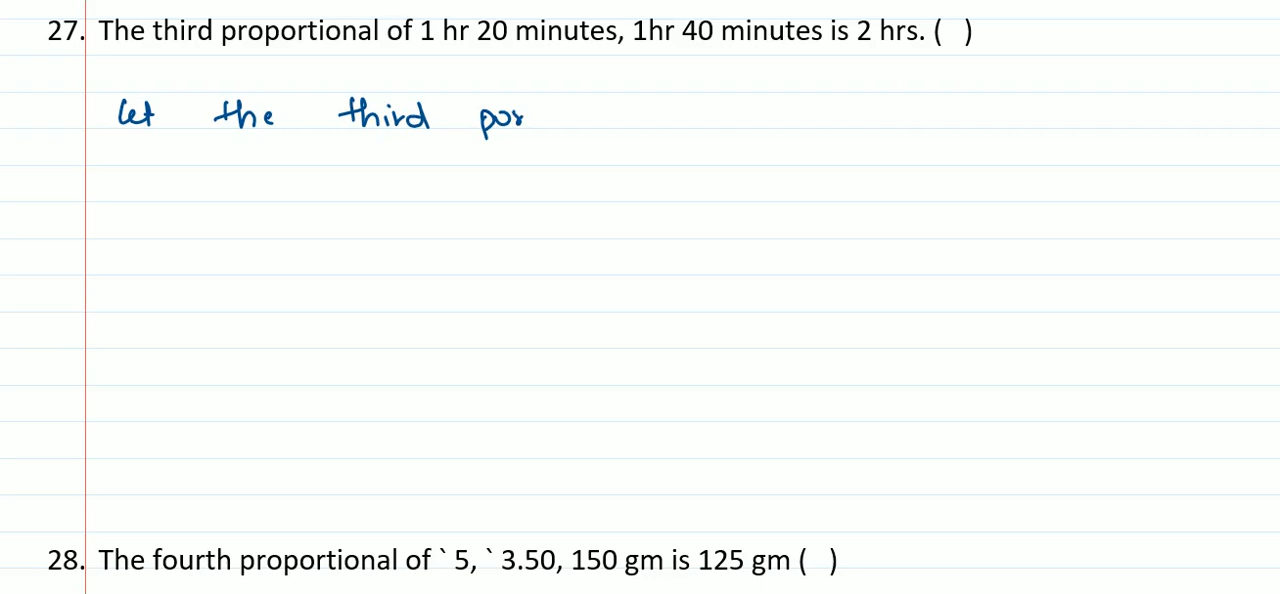 27. The third proportional of 1 hr 20 minutes, 1hr 40 minutes is 2 hrs. ( )
let the third por
28. The fourth proportional of ` 5, ` 3.50, 150 gm is 125 gm ( )